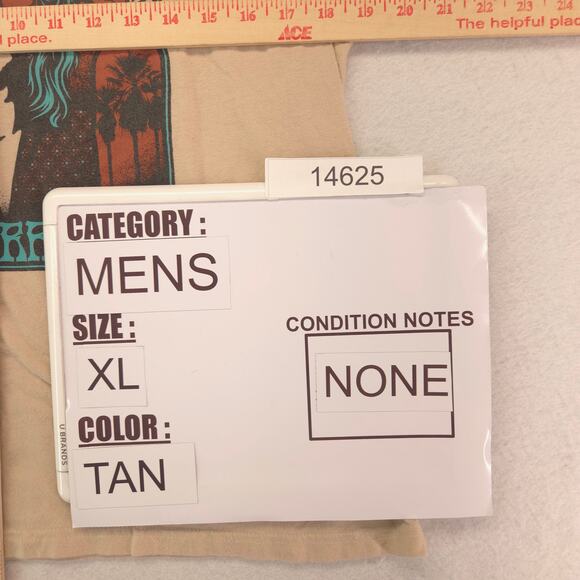 10 11 12 13 14 15 16 17 18 19 20 21 22 23 24
l place.
ACE
The helpful plac
14625
CATEGORY :
MENS
SIZE :
XL
CONDITION NOTES
NONE
COLOR :
TAN
U BRANDS